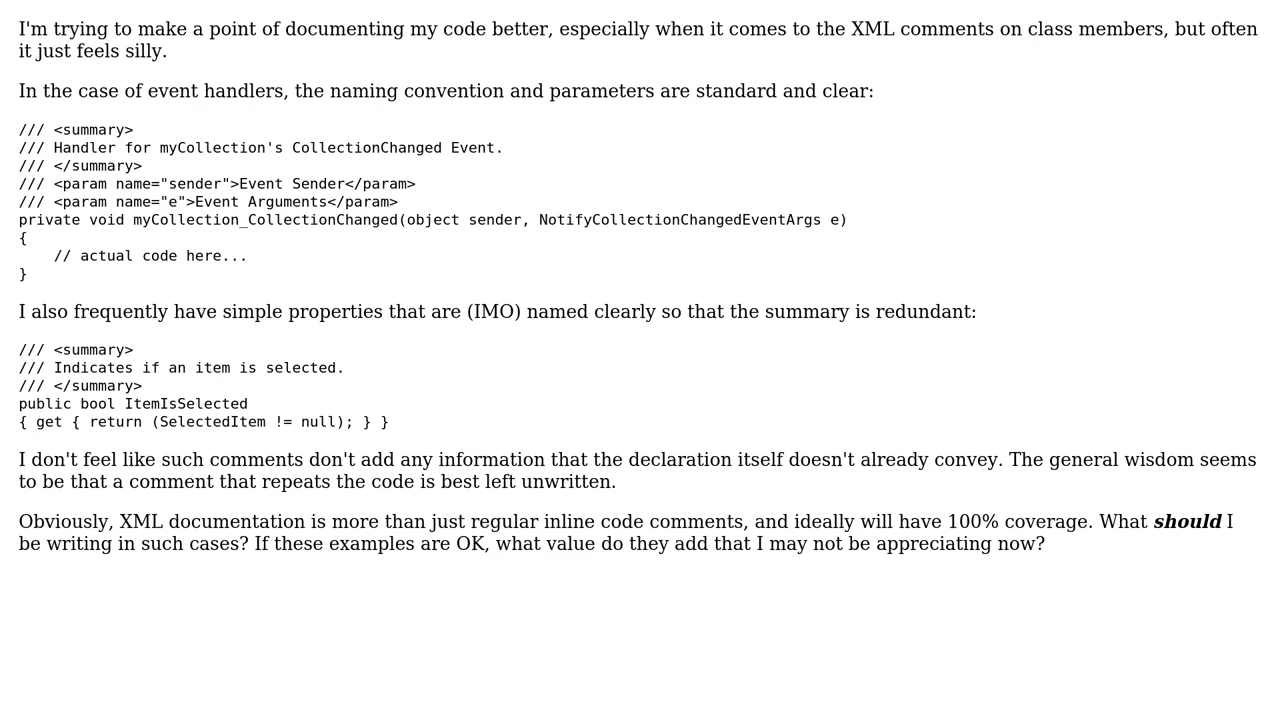 I'm trying to make a point of documenting my code better, especially when it comes to the XML comments on class members, but often
it just feels silly.
In the case of event handlers, the naming convention and parameters are standard and clear:
/// <summary>
/// Handler for myCollection's CollectionChanged Event.
/// </summary>
/// <param name="sender">Event Sender</param>
/// <param name="e">Event Arguments</param>
private void myCollection_CollectionChanged(object sender, NotifyCollectionChangedEventArgs e)
{
    // actual code here...
}
I also frequently have simple properties that are (IMO) named clearly so that the summary is redundant:
/// <summary>
/// Indicates if an item is selected.
/// </summary>
public bool ItemIsSelected
{ get { return (SelectedItem != null); } }
I don't feel like such comments don't add any information that the declaration itself doesn't already convey. The general wisdom seems
to be that a comment that repeats the code is best left unwritten.
Obviously, XML documentation is more than just regular inline code comments, and ideally will have 100% coverage. What should I
be writing in such cases? If these examples are OK, what value do they add that I may not be appreciating now?